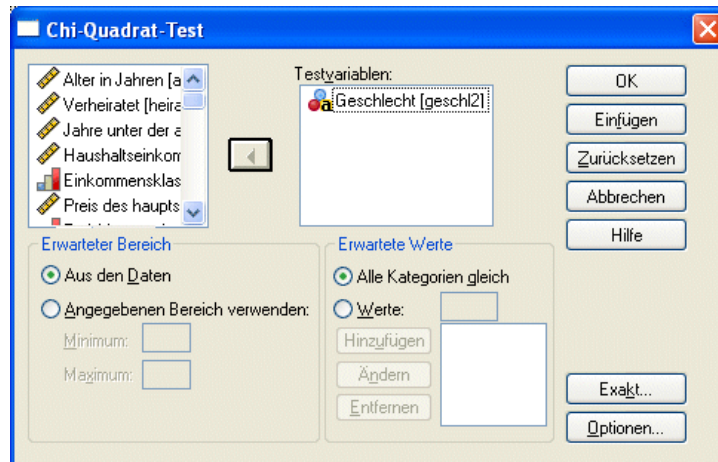 Chi-Quadrat-Test
Alter in Jahren [a
Verheiratet [heira
Jahre unter der a
Haushaltseinkom
Einkommensklas
Preis des haupts
Testvariablen:
Geschlecht [geschl2]
OK
Einfügen
Zurücksetzen
Abbrechen
Hilfe
Erwarteter Bereich
Aus den Daten
Angegebenen Bereich verwenden:
Minimum:
Maximum:
Erwartete Werte
Alle Kategorien gleich
Werte:
Hinzufügen
Ändern
Entfernen
Exakt...
Optionen...